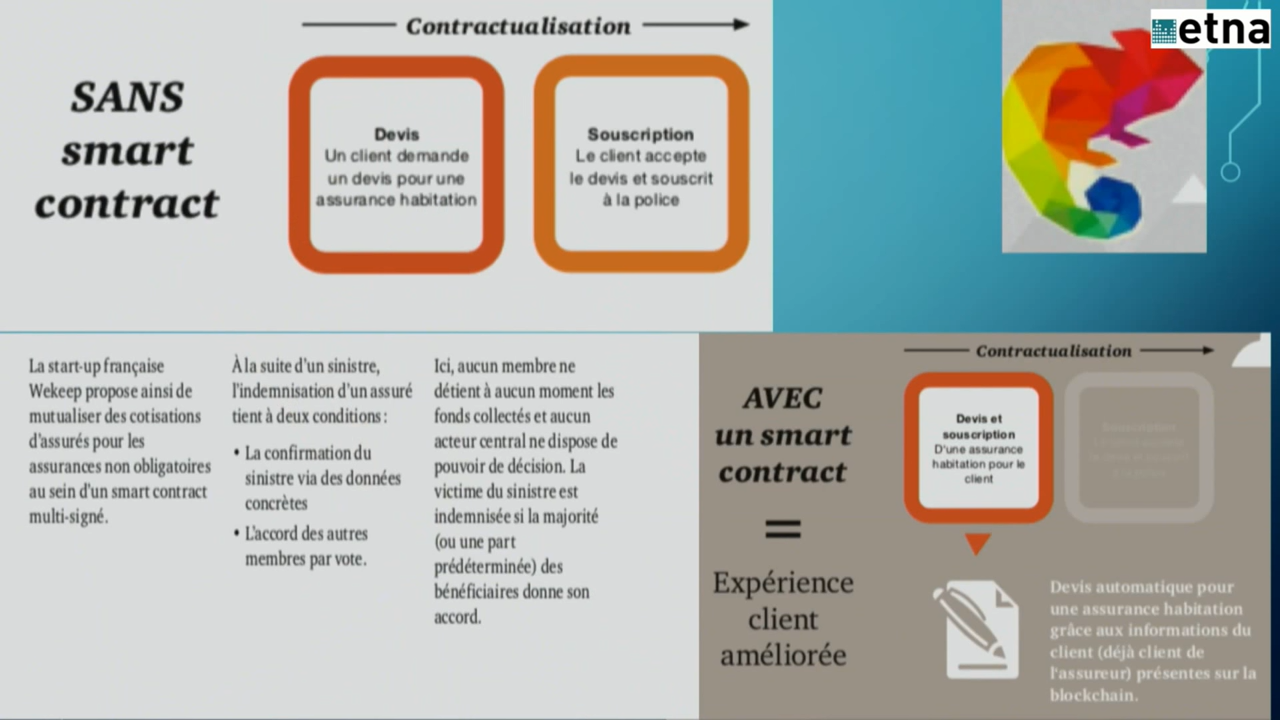 Contractualisation
SANS
smart
contract
Devis
Un client demande
un devis pour une
assurance habitation
Souscription
Le client accepte
le devis et souscrit
à la police
etna
La start-up française
Wekeep propose ainsi de
mutualiser des cotisations
d'assurés pour les
assurances non obligatoires
au sein d'un smart contract
multi-signé.
À la suite d'un sinistre,
l'indemnisation d'un assuré
tient à deux conditions :
• La confirmation du
sinistre via des données
concrètes
• L'accord des autres
membres par vote.
Ici, aucun membre ne
détient à aucun moment les
fonds collectés et aucun
acteur central ne dispose de
pouvoir de décision. La
victime du sinistre est
indemnisée si la majorité
(ou une part
prédéterminée) des
bénéficiaires donne son
accord.
Contractualisation
AVEC
un smart
contract
=
Expérience
client
améliorée
Devis et
souscription
D'une assurance
habitation pour le
client
Souscription
Devis automatique pour
une assurance habitation
grâce aux informations du
client (déjà client de
l'assureur) présentes sur la
blockchain.